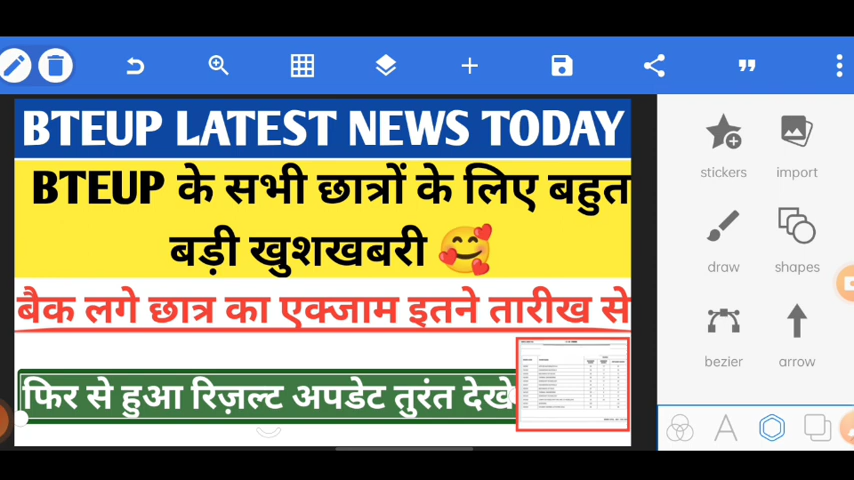 BTEUP LATEST NEWS TODAY
BTEUP के सभी छात्रों के लिए बहुत
बड़ी खुशखबरी 🥰
बैक लगे छात्र का एक्जाम इतने तारीख से
फिर से हुआ रिज़ल्ट अपडेट तुरंत देखे
stickers
import
draw
shapes
bezier
arrow